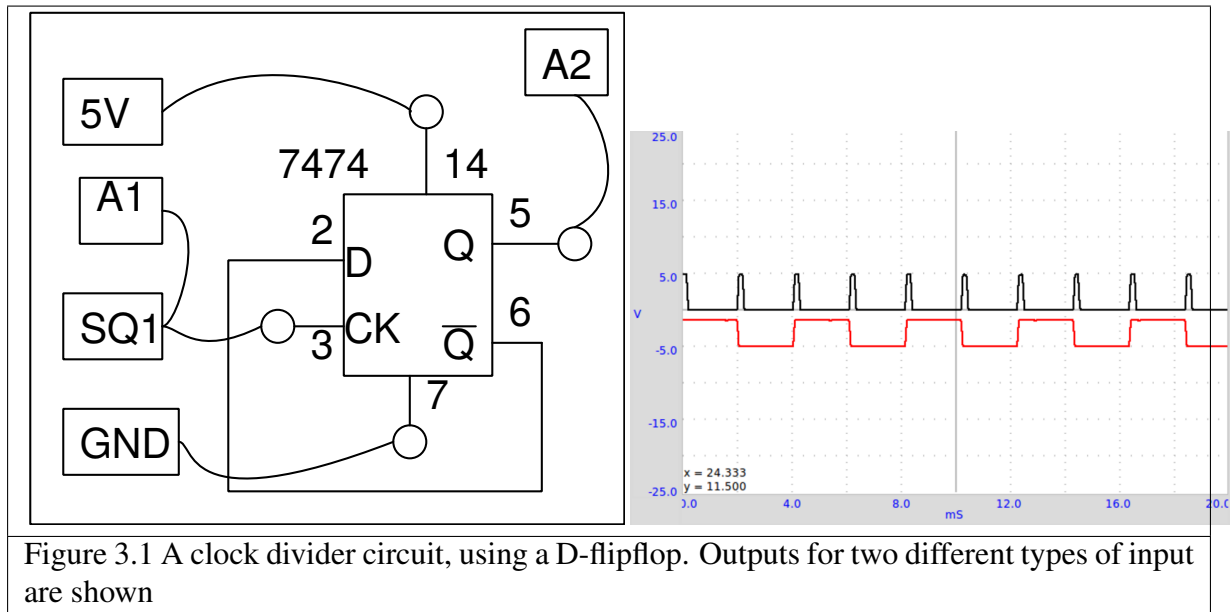 A2
5V
7474
14
A1
2
5
D
Q
SQ1
3
CK
Q
6
7
GND
25.0
15.0
5.0
V
-5.0
-15.0
x = 24.333
y = 11.500
-25.0
).0
4.0
8.0
12.0
16.0
20.0
mS
Figure 3.1 A clock divider circuit, using a D-flipflop. Outputs for two different types of input
are shown